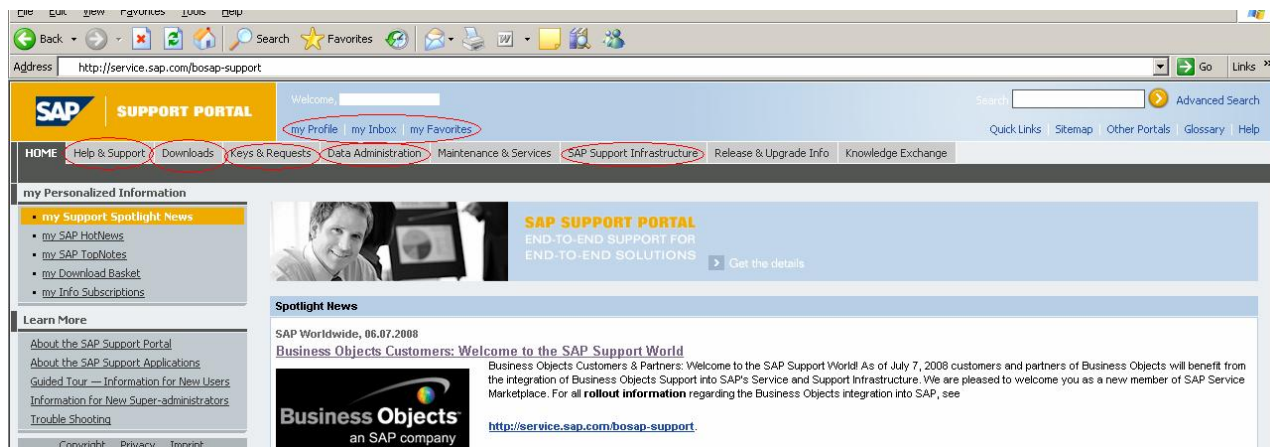 File Edit View Favorites Tools Help
Back Search Favorites
Address http://service.sap.com/bosap-support Go Links »
SAP SUPPORT PORTAL Welcome, Search Advanced Search
my Profile | my Inbox | my Favorites Quick Links | Sitemap | Other Portals | Glossary | Help
HOME Help & Support Downloads Keys & Requests Data Administration Maintenance & Services SAP Support Infrastructure Release & Upgrade Info Knowledge Exchange
my Personalized Information
my Support Spotlight News
my SAP HotNews
my SAP TopNotes
my Download Basket
my Info Subscriptions
Learn More
About the SAP Support Portal
About the SAP Support Applications
Guided Tour — Information for New Users
Information for New Super-administrators
Trouble Shooting
Copyright Privacy Imprint
SAP SUPPORT PORTAL
END-TO-END SUPPORT FOR
END-TO-END SOLUTIONS Get the details
Spotlight News
SAP Worldwide, 06.07.2008
Business Objects Customers: Welcome to the SAP Support World
Business Objects Customers & Partners: Welcome to the SAP Support World! As of July 7, 2008 customers and partners of Business Objects will benefit from
the integration of Business Objects Support into SAP's Service and Support Infrastructure. We are pleased to welcome you as a new member of SAP Service
Marketplace. For all rollout information regarding the Business Objects integration into SAP, see
http://service.sap.com/bosap-support.
Business Objects
an SAP company